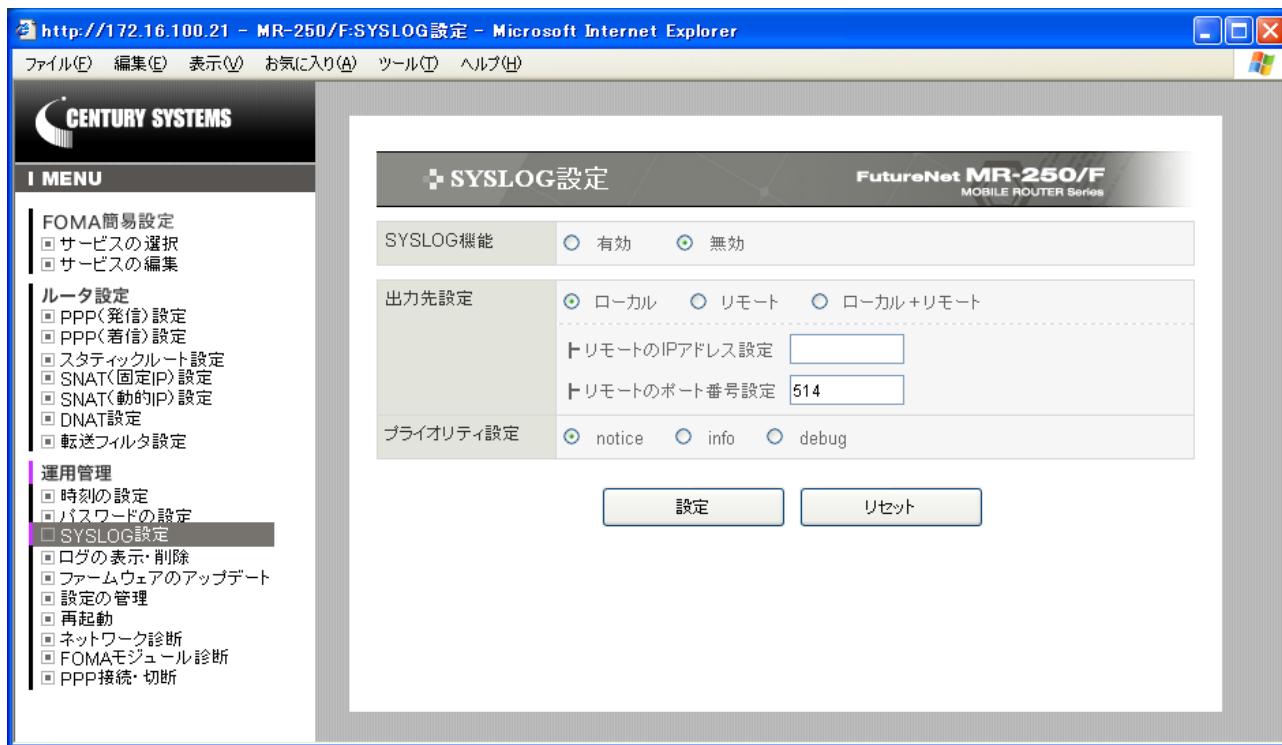 http://172.16.100.21 - MR-250/F:SYSLOG設定 - Microsoft Internet Explorer
ファイル(F) 編集(E) 表示(V) お気に入り(A) ツール(T) ヘルプ(H)
CENTURY SYSTEMS
MENU
FOMA簡易設定
サービスの選択
サービスの編集
ルータ設定
PPP(発信)設定
PPP(着信)設定
スタティックルート設定
SNAT(固定IP)設定
SNAT(動的IP)設定
DNAT設定
転送フィルタ設定
運用管理
時刻の設定
パスワードの設定
SYSLOG設定
ログの表示・削除
ファームウェアのアップデート
設定の管理
再起動
ネットワーク診断
FOMAモジュール診断
PPP接続・切断
SYSLOG設定
FutureNet MR-250/F
MOBILE ROUTER Series
SYSLOG機能 有効 無効
出力先設定 ローカル リモート ローカル+リモート
リモートのIPアドレス設定
リモートのポート番号設定 514
プライオリティ設定 notice info debug
設定 リセット